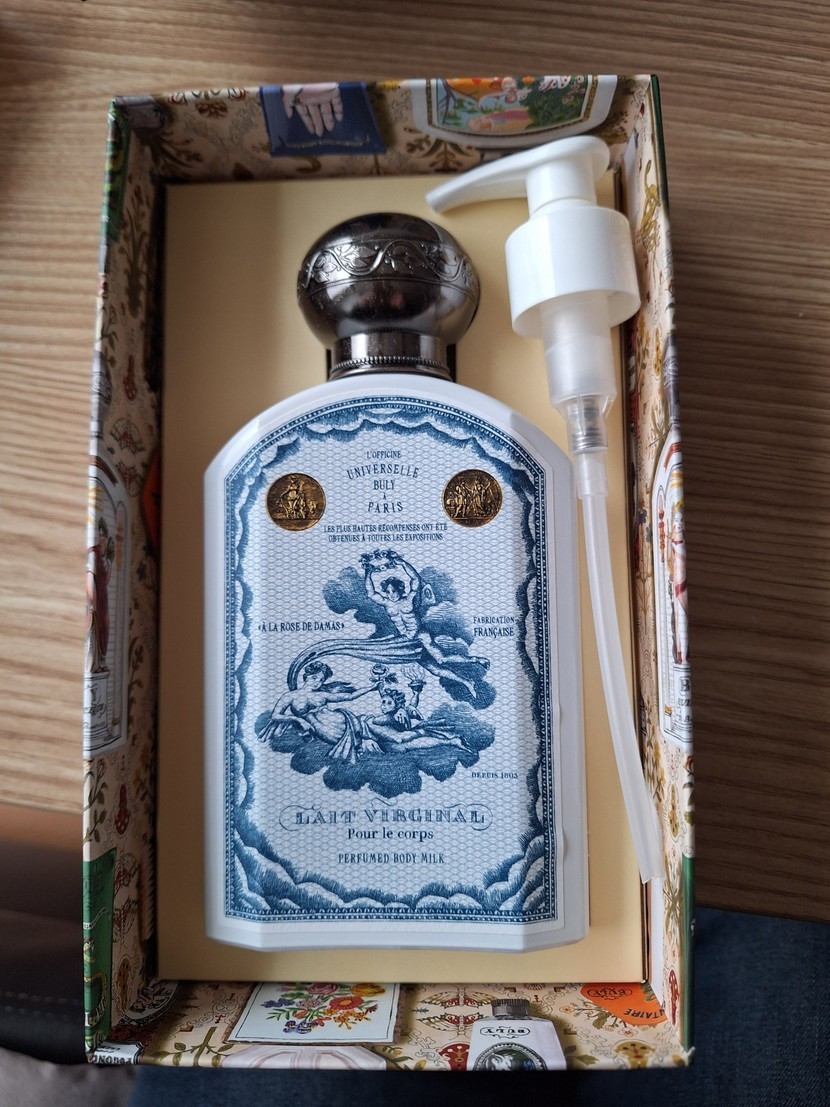 L'OFFICINE
UNIVERSELLE
BULY
à
PARIS
LES PLUS HAUTES RÉCOMPENSES ONT ÉTÉ
OBTENUES À TOUTES LES EXPOSITIONS
«À LA ROSE DE DAMAS»
FABRICATION
FRANÇAISE
DEPUIS 1803
LAIT VIRGINAL
Pour le corps
PERFUMED BODY MILK
BULY